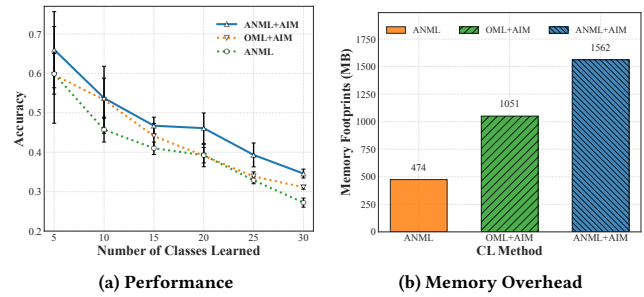 ANML+AIM
OML+AIM
ANML
0.7
0.6
0.5
0.4
0.3
0.2
Accuracy
5
10
15
20
25
30
Number of Classes Learned
(a) Performance
ANML
OML+AIM
ANML+AIM
1750
1500
1250
1000
750
500
250
0
Memory Footprints (MB)
474
1051
1562
ANML
OML+AIM
ANML+AIM
CL Method
(b) Memory Overhead